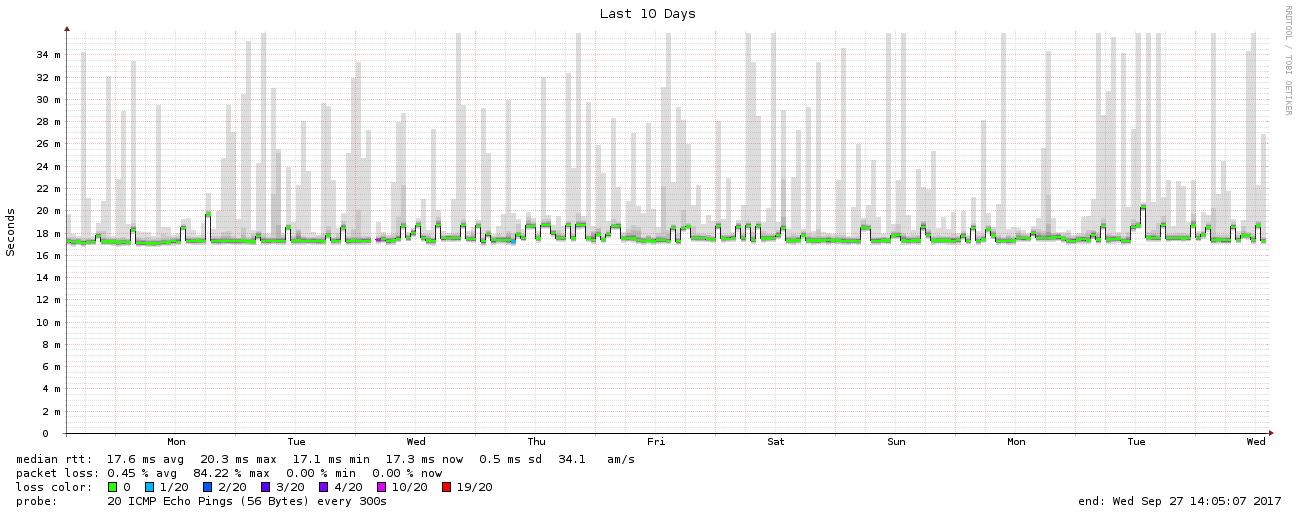 Last 10 Days
RRDTOOL / TOBI OETIKER
Seconds
34 m
32 m
30 m
28 m
26 m
24 m
22 m
20 m
18 m
16 m
14 m
12 m
10 m
8 m
6 m
4 m
2 m
0
Mon Tue Wed Thu Fri Sat Sun Mon Tue Wed
median rtt: 17.6 ms avg 20.3 ms max 17.1 ms min 17.3 ms now 0.5 ms sd 34.1 am/s
packet loss: 0.45 % avg 84.22 % max 0.00 % min 0.00 % now
loss color: 0 1/20 2/20 3/20 4/20 10/20 19/20
probe: 20 ICMP Echo Pings (56 Bytes) every 300s end: Wed Sep 27 14:05:07 2017